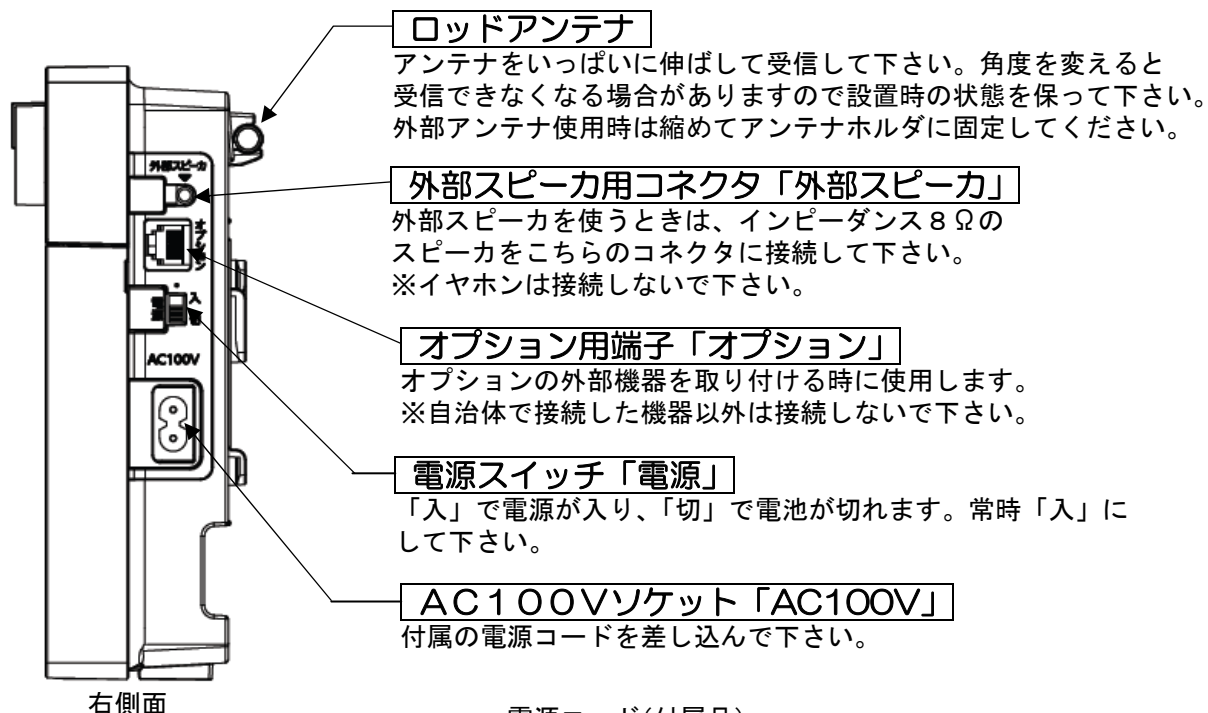 ロッドアンテナ
アンテナをいっぱいに伸ばして受信して下さい。角度を変えると
受信できなくなる場合がありますので設置時の状態を保って下さい。
外部アンテナ使用時は縮めてアンテナホルダに固定してください。
外部スピーカ
外部スピーカ用コネクタ「外部スピーカ」
外部スピーカを使うときは、インピーダンス８Ωの
スピーカをこちらのコネクタに接続して下さい。
※イヤホンは接続しないで下さい。
オプション
オプション用端子「オプション」
オプションの外部機器を取り付ける時に使用します。
※自治体で接続した機器以外は接続しないで下さい。
入
AC100V
電源スイッチ「電源」
「入」で電源が入り、「切」で電池が切れます。常時「入」に
して下さい。
ＡＣ１００Ｖソケット「AC100V」
付属の電源コードを差し込んで下さい。
右側面